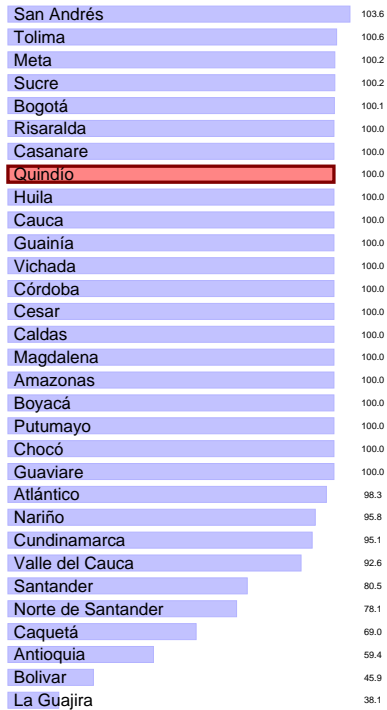 San Andrés 103.6
Tolima 100.6
Meta 100.2
Sucre 100.2
Bogotá 100.1
Risaralda 100.0
Casanare 100.0
Quindío 100.0
Huila 100.0
Cauca 100.0
Guainía 100.0
Vichada 100.0
Córdoba 100.0
Cesar 100.0
Caldas 100.0
Magdalena 100.0
Amazonas 100.0
Boyacá 100.0
Putumayo 100.0
Chocó 100.0
Guaviare 100.0
Atlántico 98.3
Nariño 95.8
Cundinamarca 95.1
Valle del Cauca 92.6
Santander 80.5
Norte de Santander 78.1
Caquetá 69.0
Antioquia 59.4
Bolivar 45.9
La Guajira 38.1